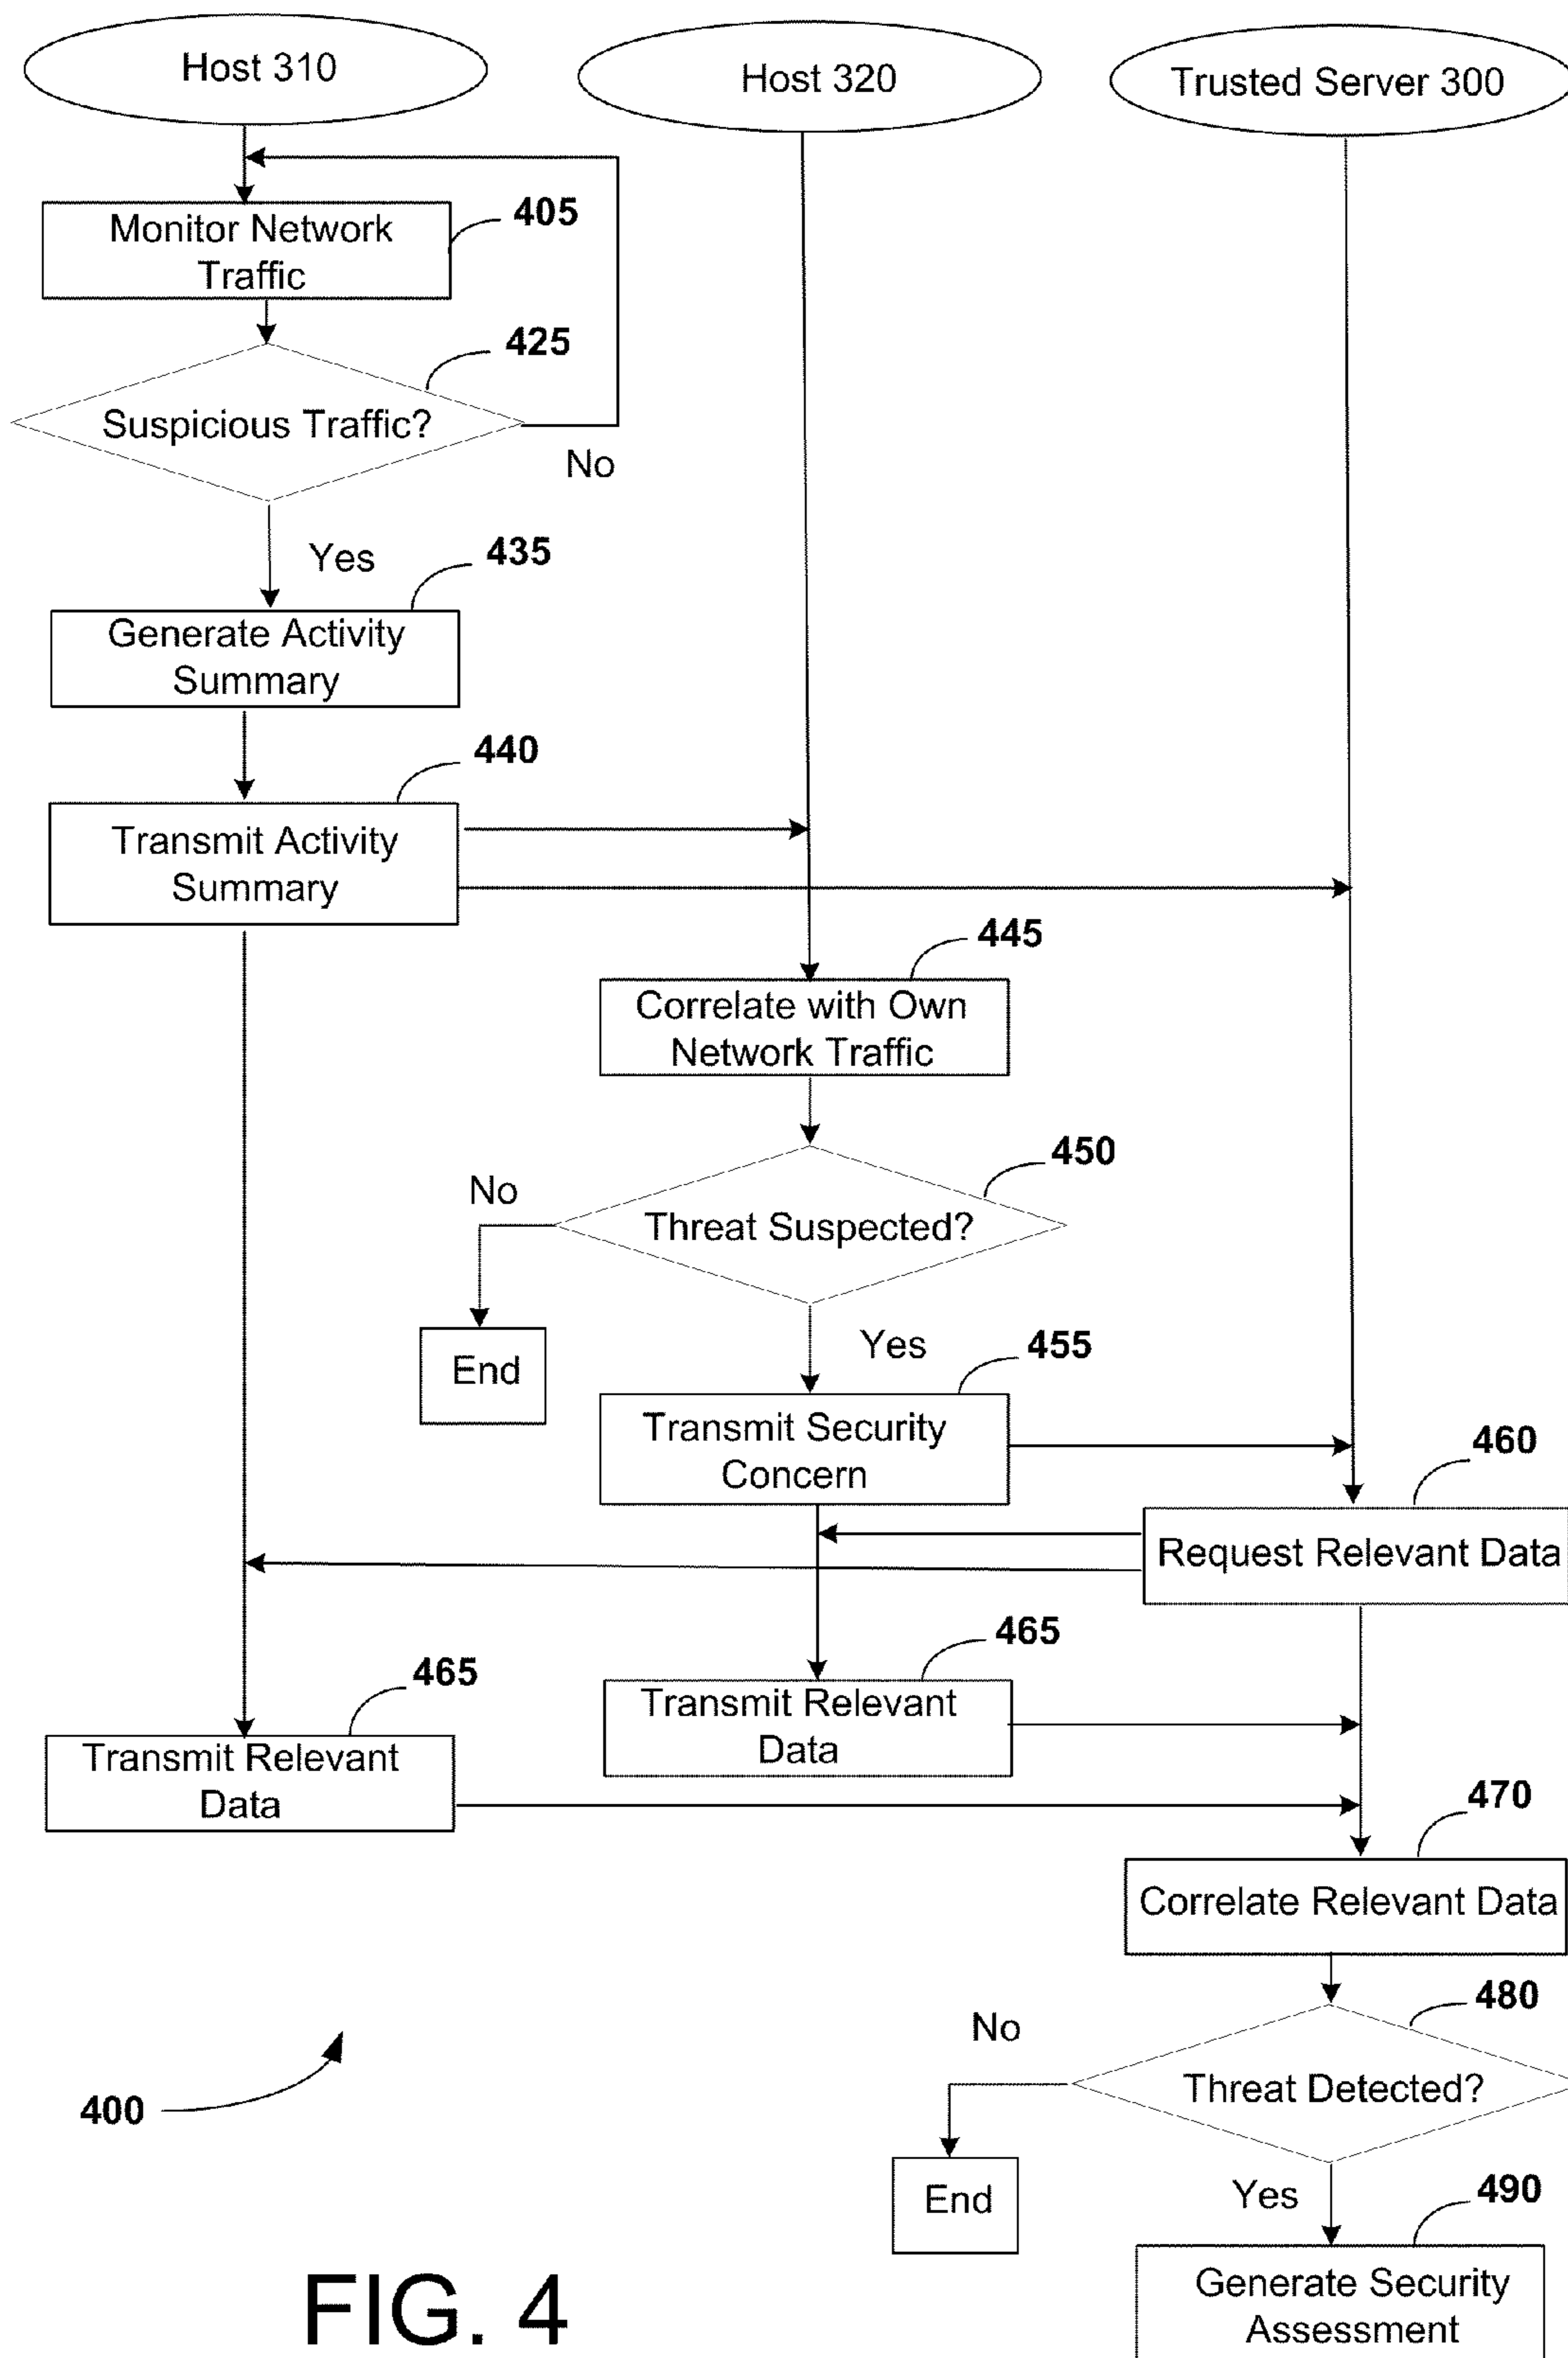 Host 310
Host 320
Trusted Server 300
Monitor Network
Traffic
405
Suspicious Traffic?
425
No
Yes
Generate Activity
Summary
435
Transmit Activity
Summary
440
Correlate with Own
Network Traffic
445
Threat Suspected?
450
No
End
Yes
Transmit Security
Concern
455
Request Relevant Data
460
Transmit Relevant
Data
465
Transmit Relevant
Data
465
Correlate Relevant Data
470
Threat Detected?
480
No
End
Yes
Generate Security
Assessment
490
400
FIG. 4